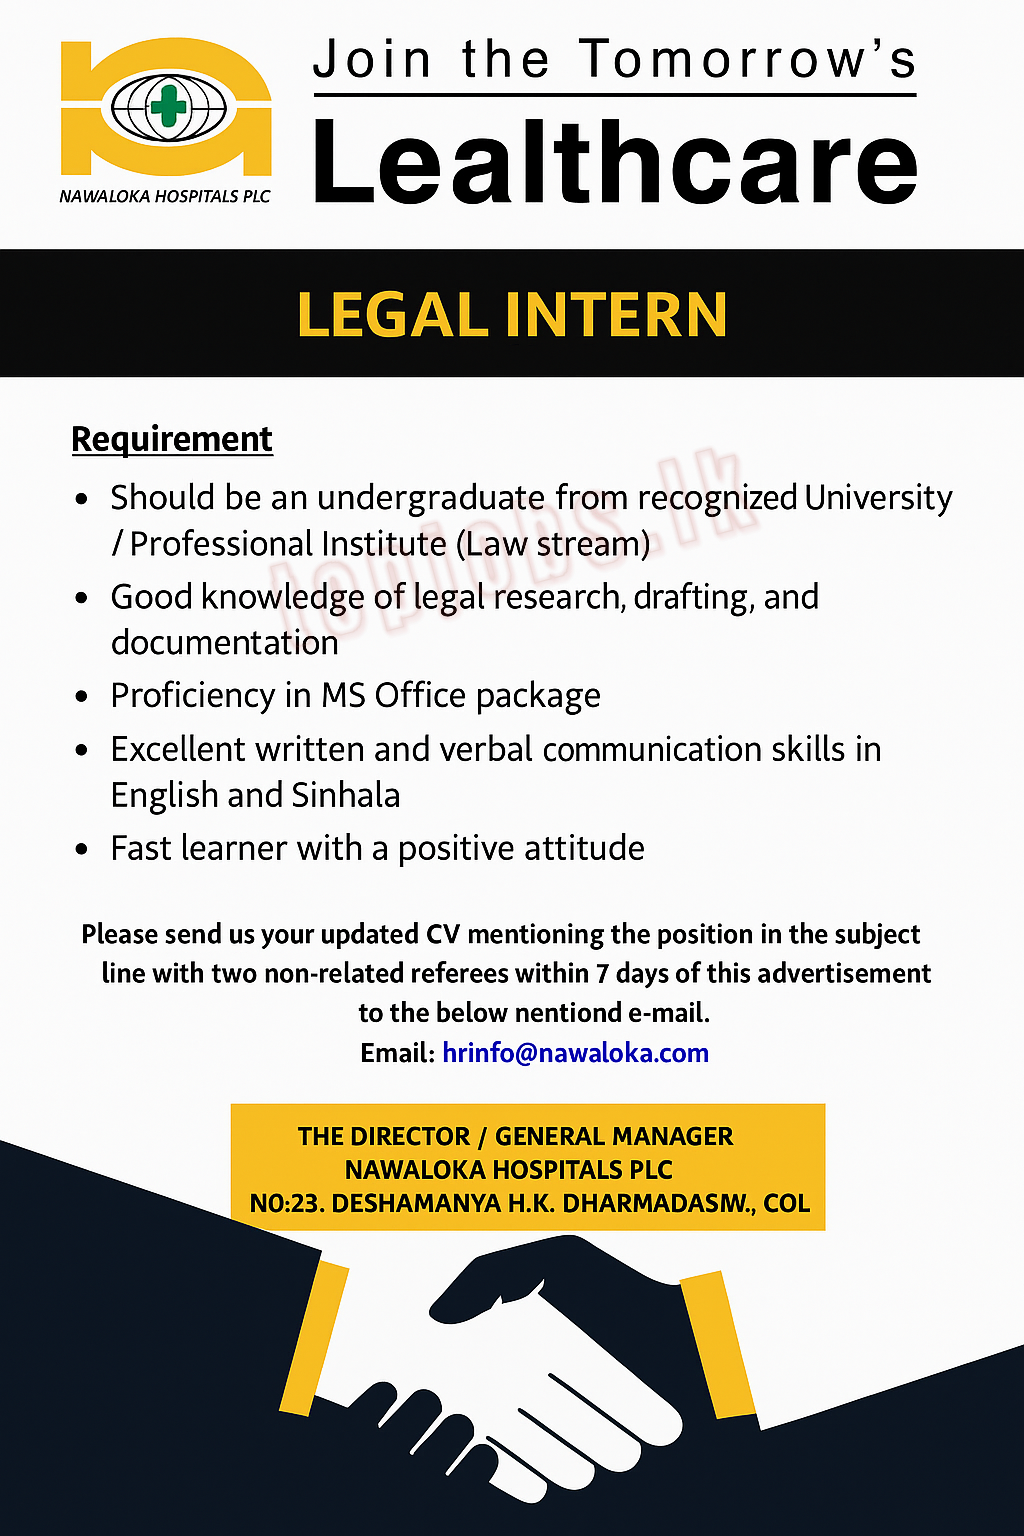 Join the Tomorrow's
NAWALOKA HOSPITALS PLC
Lealthcare
LEGAL INTERN
Requirement
• Should be an undergraduate from recognized University
/ Professional Institute (Law stream)
• Good knowledge of legal research, drafting, and
documentation
• Proficiency in MS Office package
• Excellent written and verbal communication skills in
English and Sinhala
• Fast learner with a positive attitude
topjobs.lk
Please send us your updated CV mentioning the position in the subject
line with two non-related referees within 7 days of this advertisement
to the below nentiond e-mail.
Email: hrinfo@nawaloka.com
THE DIRECTOR / GENERAL MANAGER
NAWALOKA HOSPITALS PLC
NO:23. DESHAMANYA H.K. COL